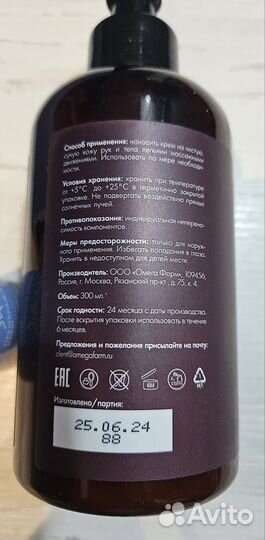 Способ применения: наносить крем на чистую,
сухую кожу рук и тела легкими массажными
движениями. Использовать по мере необходи-
мости.
Условия хранения: хранить при температуре
от +5°C до +25°C в герметично закрытой
упаковке. Не подвергать воздействию прямых
солнечных лучей.
Противопоказания: индивидуальная неперено-
симость компонентов.
Меры предосторожности: только для наруж-
ного применения. Избегать попадания в глаза.
Хранить в недоступном для детей месте.
Производитель: ООО «Омега Фарм», 109456,
Россия, г. Москва, Рязанский пр-кт, д.75, к. 4.
Объем: 300 мл.
Срок годности: 24 месяца с даты производства.
После вскрытия упаковки использовать в течение
6 месяцев.
Предложения и пожелания присылайте на почту:
client@omegafarm.ru
EAC
6M
PET
Изготовлено/партия:
25.06.24
88
Avito